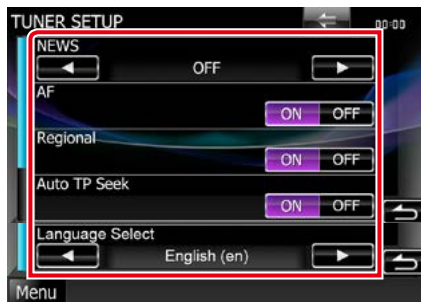 TUNER SETUP 00:00
NEWS
OFF
AF
ON OFF
Regional
ON OFF
Auto TP Seek
ON OFF
Language Select
English (en)
Menu